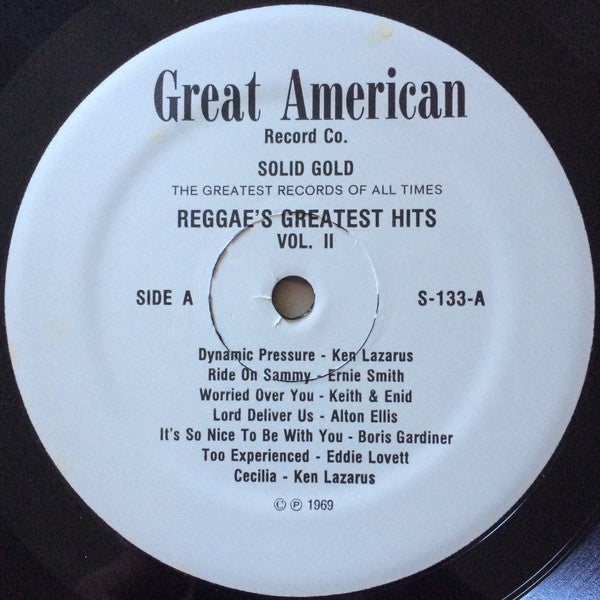 Great American
Record Co.
SOLID GOLD
THE GREATEST RECORDS OF ALL TIMES
REGGAE'S GREATEST HITS
VOL. II
SIDE A S-133-A
Dynamic Pressure - Ken Lazarus
Ride On Sammy - Ernie Smith
Worried Over You - Keith & Enid
Lord Deliver Us - Alton Ellis
It's So Nice To Be With You - Boris Gardiner
Too Experienced - Eddie Lovett
Cecilia - Ken Lazarus
© ℗ 1969